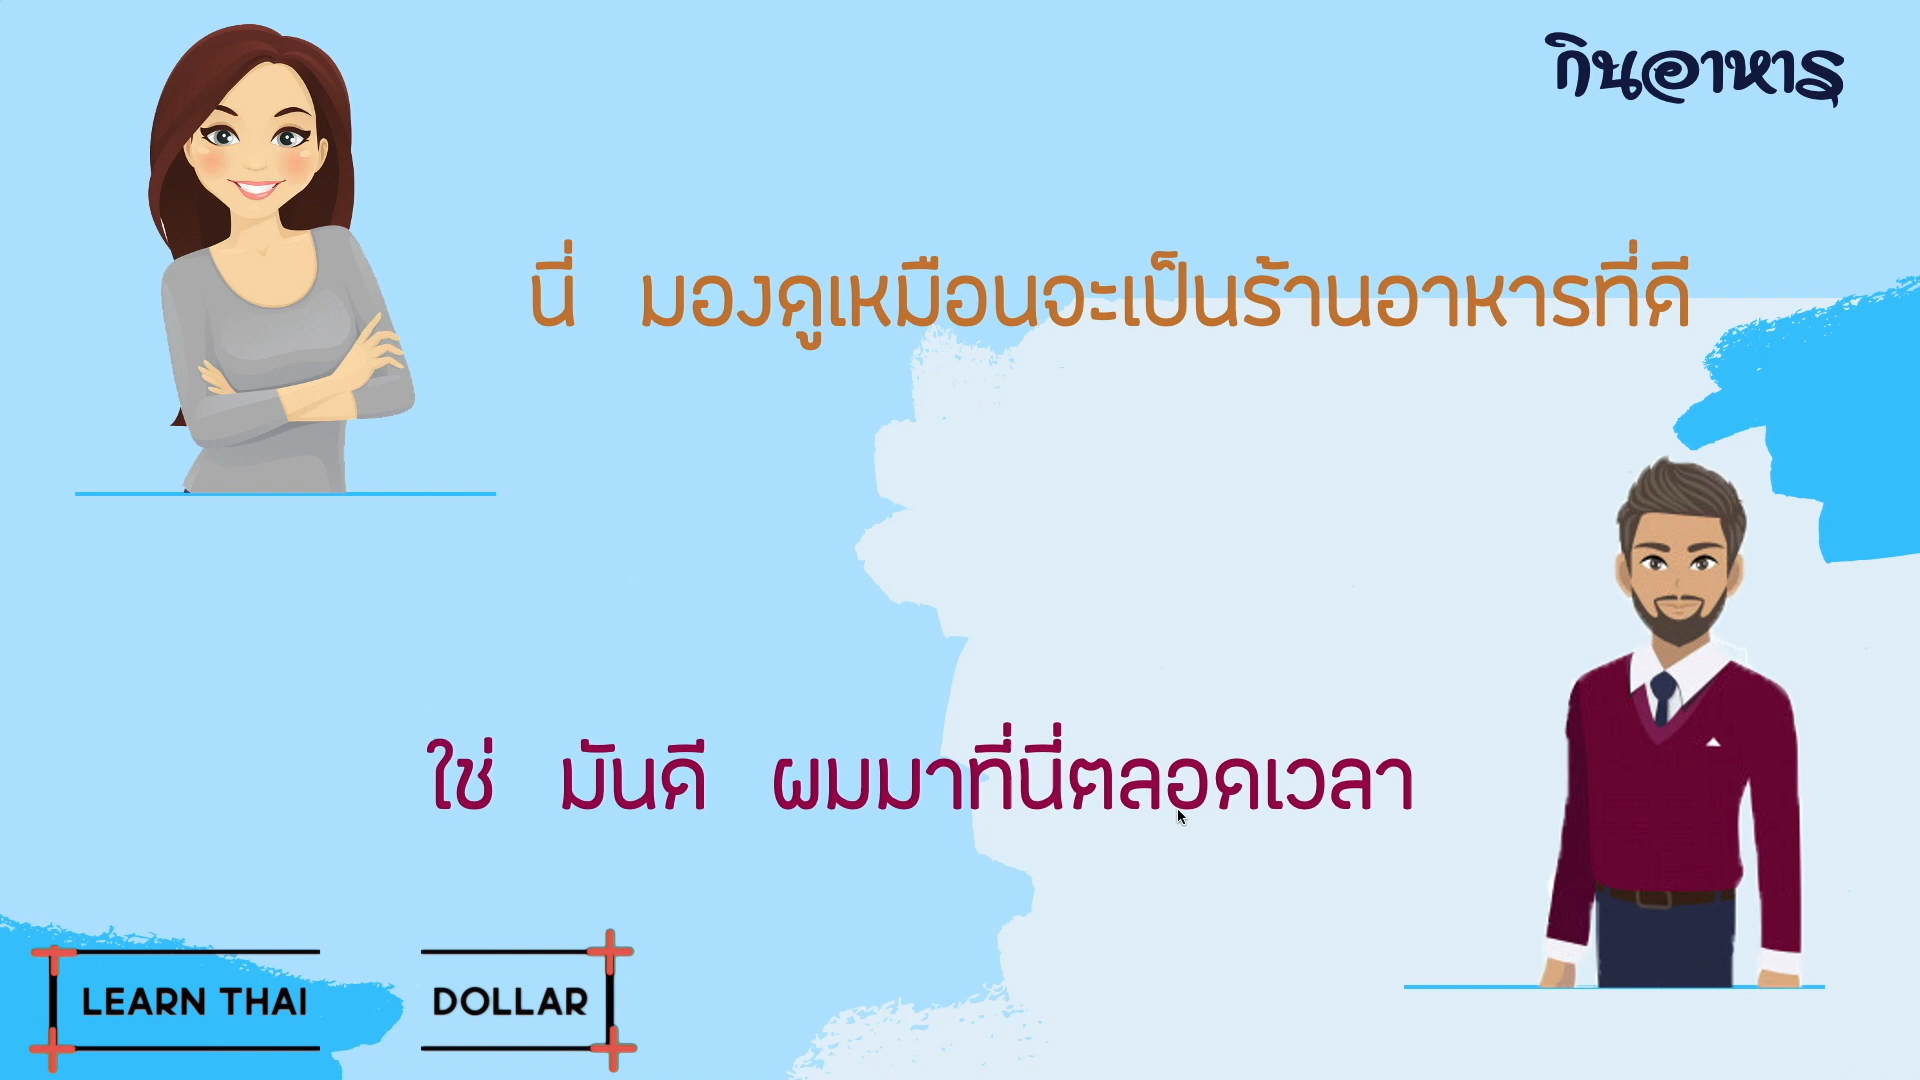 กินอาหาร
นี่ มองดูเหมือนจะเป็นร้านอาหารที่ดี
ใช่ มันดี ผมมาที่นี่ตลอดเวลา
LEARN THAI DOLLAR